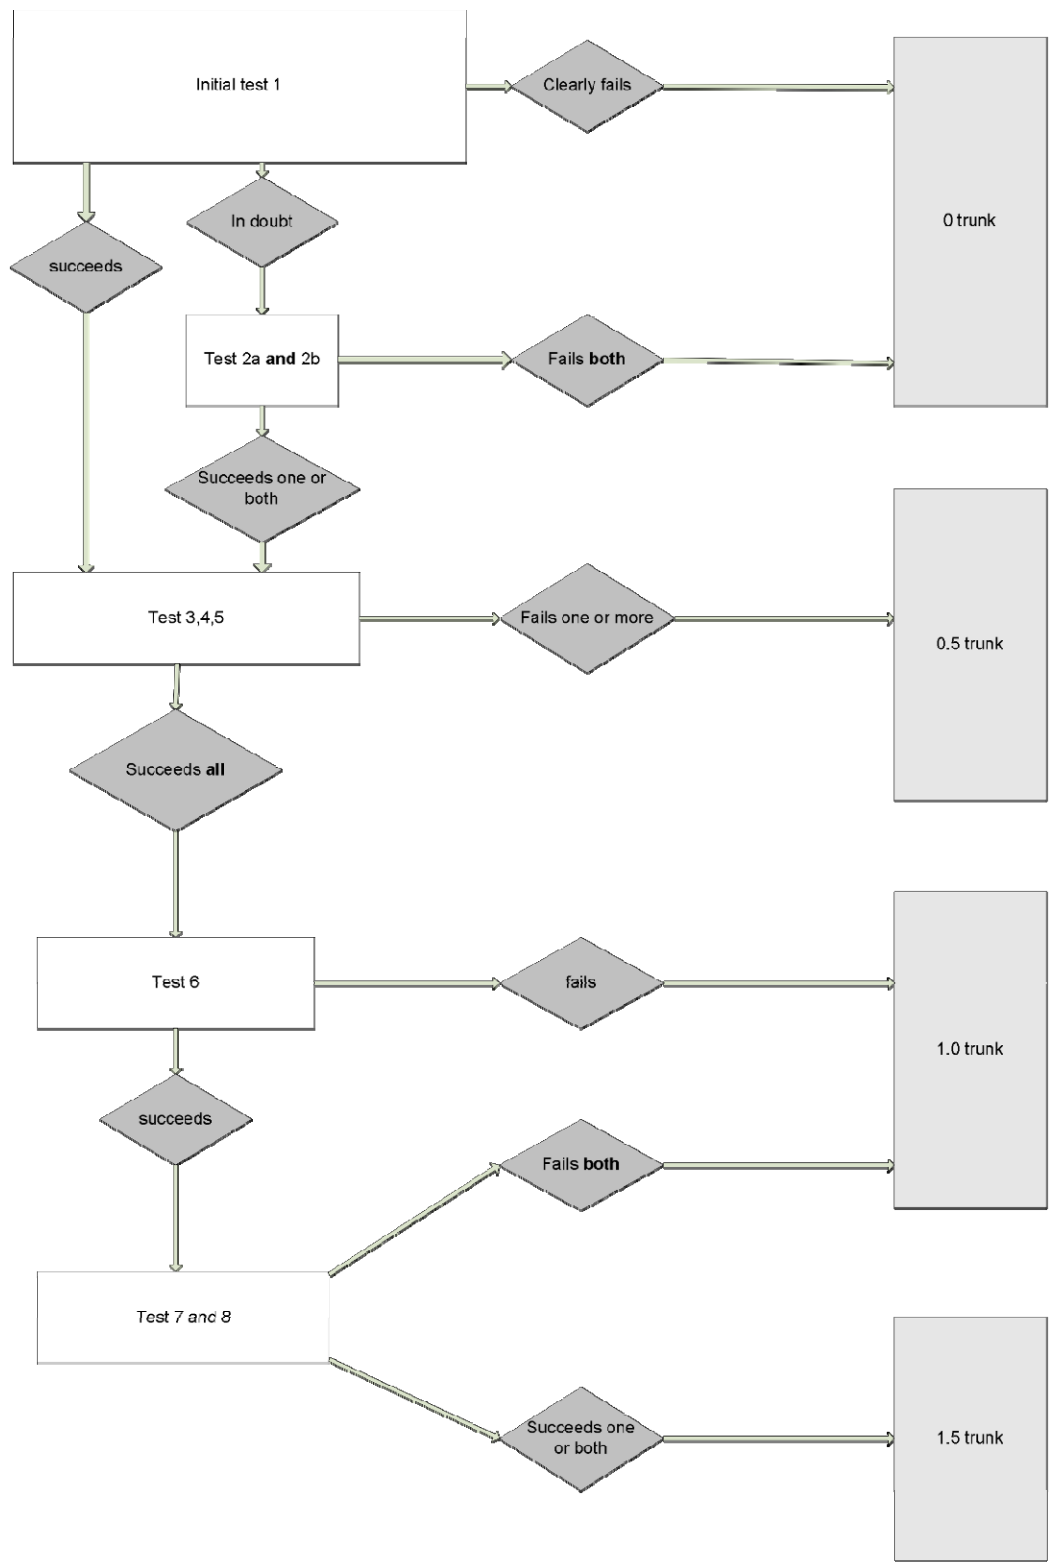 Initial test 1
Clearly fails
0 trunk
In doubt
succeeds
Test 2a and 2b
Fails both
Succeeds one or
both
Test 3,4,5
Fails one or more
0.5 trunk
Succeeds all
Test 6
fails
1.0 trunk
succeeds
Fails both
Test 7 and 8
Succeeds one
or both
1.5 trunk